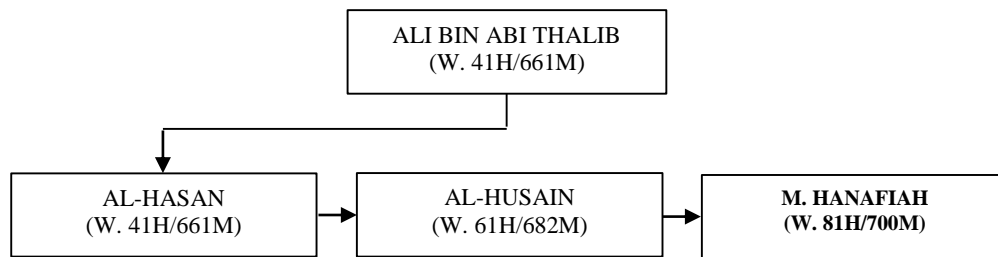 ALI BIN ABI THALIB
(W. 41H/661M)
AL-HASAN
(W. 41H/661M)
AL-HUSAIN
(W. 61H/682M)
M. HANAFIAH
(W. 81H/700M)